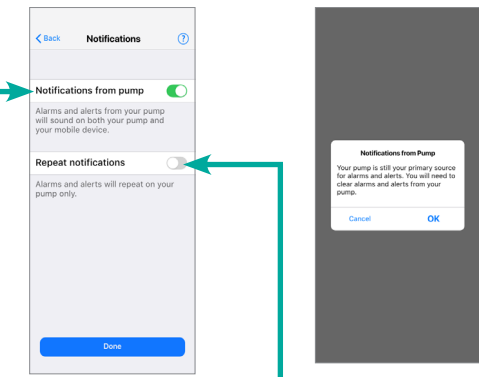 Back
Notifications
?
Notifications from pump
Alarms and alerts from your pump
will sound on both your pump and
your mobile device.
Repeat notifications
Alarms and alerts will repeat on your
pump only.
Done
Notifications from Pump
Your pump is still your primary source
for alarms and alerts. You will need to
clear alarms and alerts from your
pump.
Cancel
OK